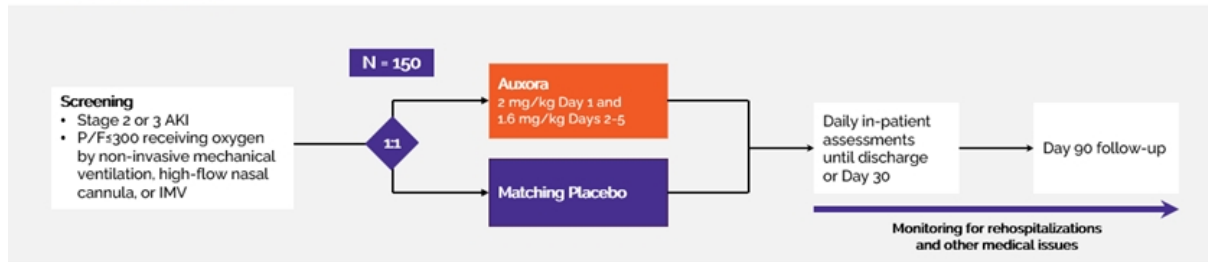 N = 150
Screening
• Stage 2 or 3 AKI
• P/F≤300 receiving oxygen
by non-invasive mechanical
ventilation, high-flow nasal
cannula, or IMV
1:1
Auxora
2 mg/kg Day 1 and
1.6 mg/kg Days 2-5
Matching Placebo
Daily in-patient
assessments
until discharge
or Day 30
Day 90 follow-up
Monitoring for rehospitalizations
and other medical issues